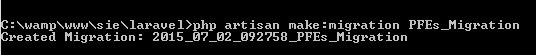 C:\wamp\www\sie\laravel>php artisan make:migration PFEs_Migration
Created Migration: 2015_07_02_092758_PFEs_Migration